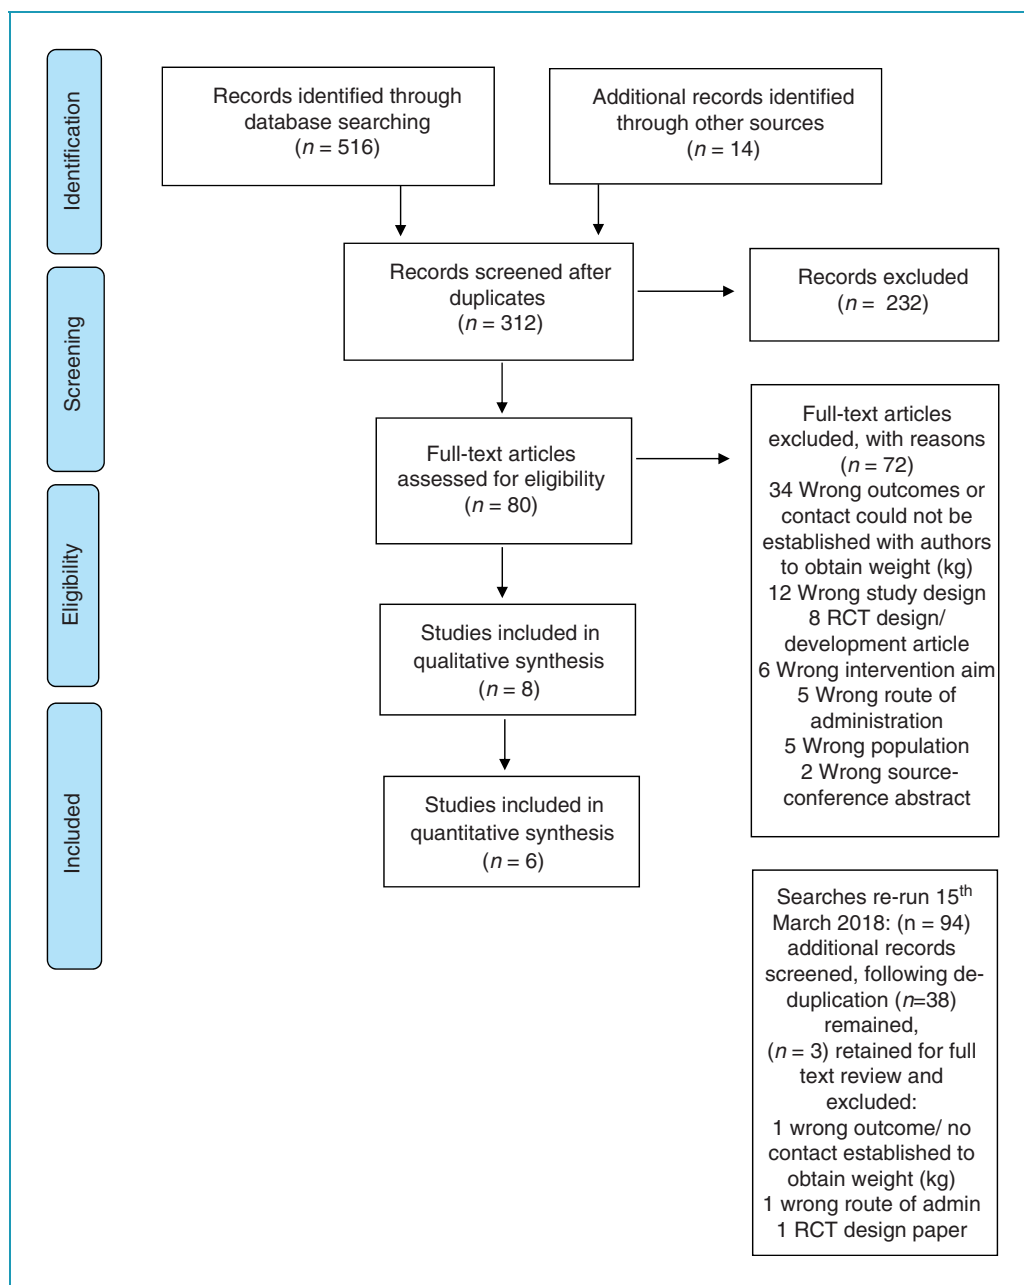 Identification
Records identified through
database searching
(n = 516)
Additional records identified
through other sources
(n = 14)
Screening
Records screened after
duplicates
(n = 312)
Records excluded
(n = 232)
Eligibility
Full-text articles
assessed for eligibility
(n = 80)
Full-text articles
excluded, with reasons
(n = 72)
34 Wrong outcomes or
contact could not be
established with authors
to obtain weight (kg)
12 Wrong study design
8 RCT design/
development article
6 Wrong intervention aim
5 Wrong route of
administration
5 Wrong population
2 Wrong source-
conference abstract
Studies included in
qualitative synthesis
(n = 8)
Included
Studies included in
quantitative synthesis
(n = 6)
Searches re-run 15th
March 2018: (n = 94)
additional records
screened, following de-
duplication (n=38)
remained,
(n = 3) retained for full
text review and
excluded:
1 wrong outcome/ no
contact established to
obtain weight (kg)
1 wrong route of admin
1 RCT design paper